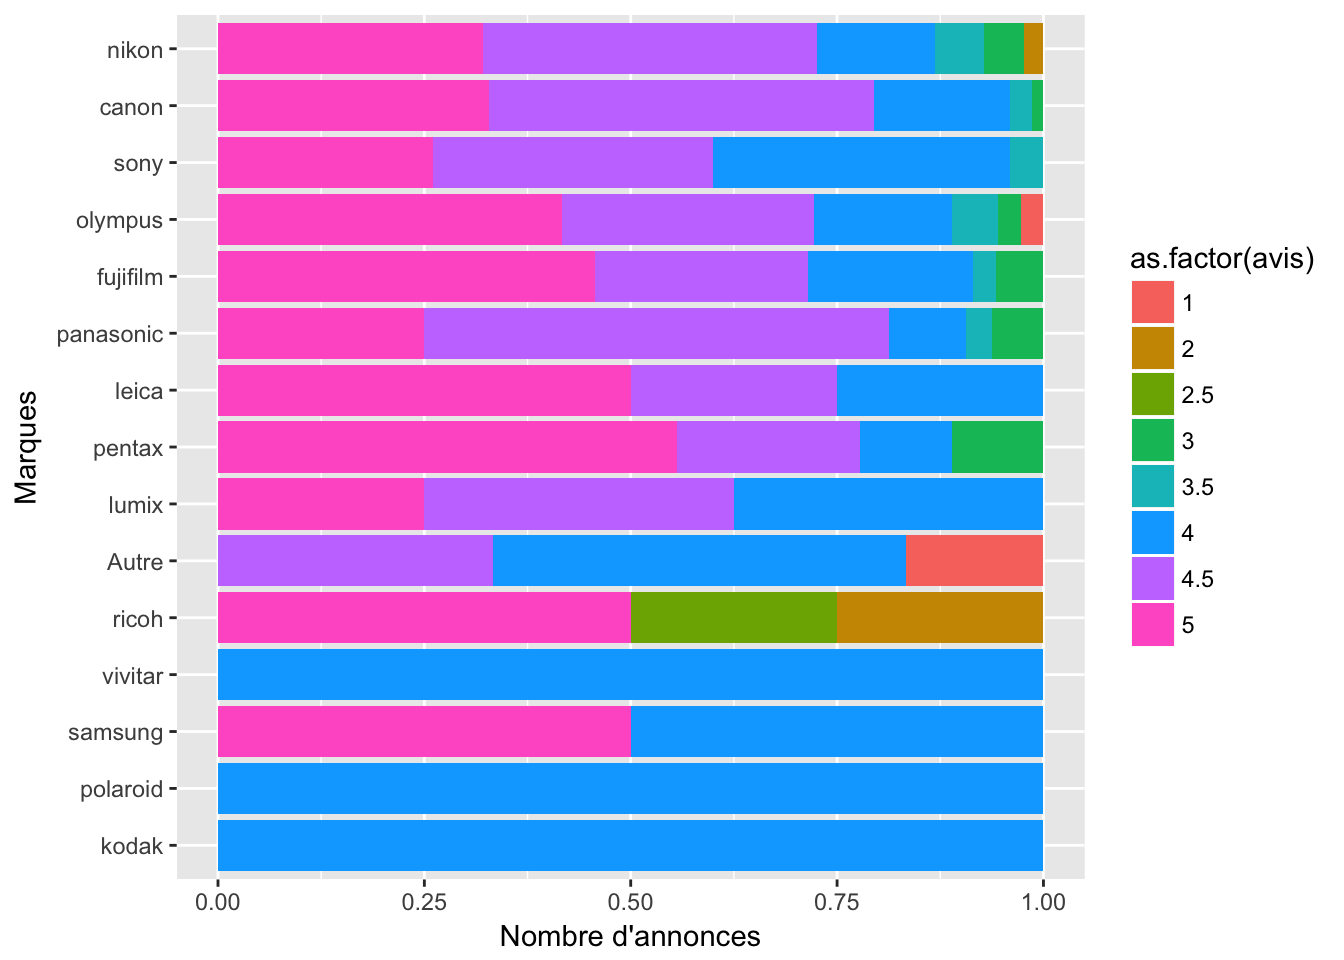 nikon
canon
sony
olympus
fujifilm
panasonic
leica
pentax
lumix
Autre
ricoh
vivitar
samsung
polaroid
kodak
Marques
0.00 0.25 0.50 0.75 1.00
Nombre d'annonces
as.factor(avis)
1
2
2.5
3
3.5
4
4.5
5